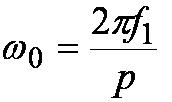 ω₀ = 2πf₁ / p